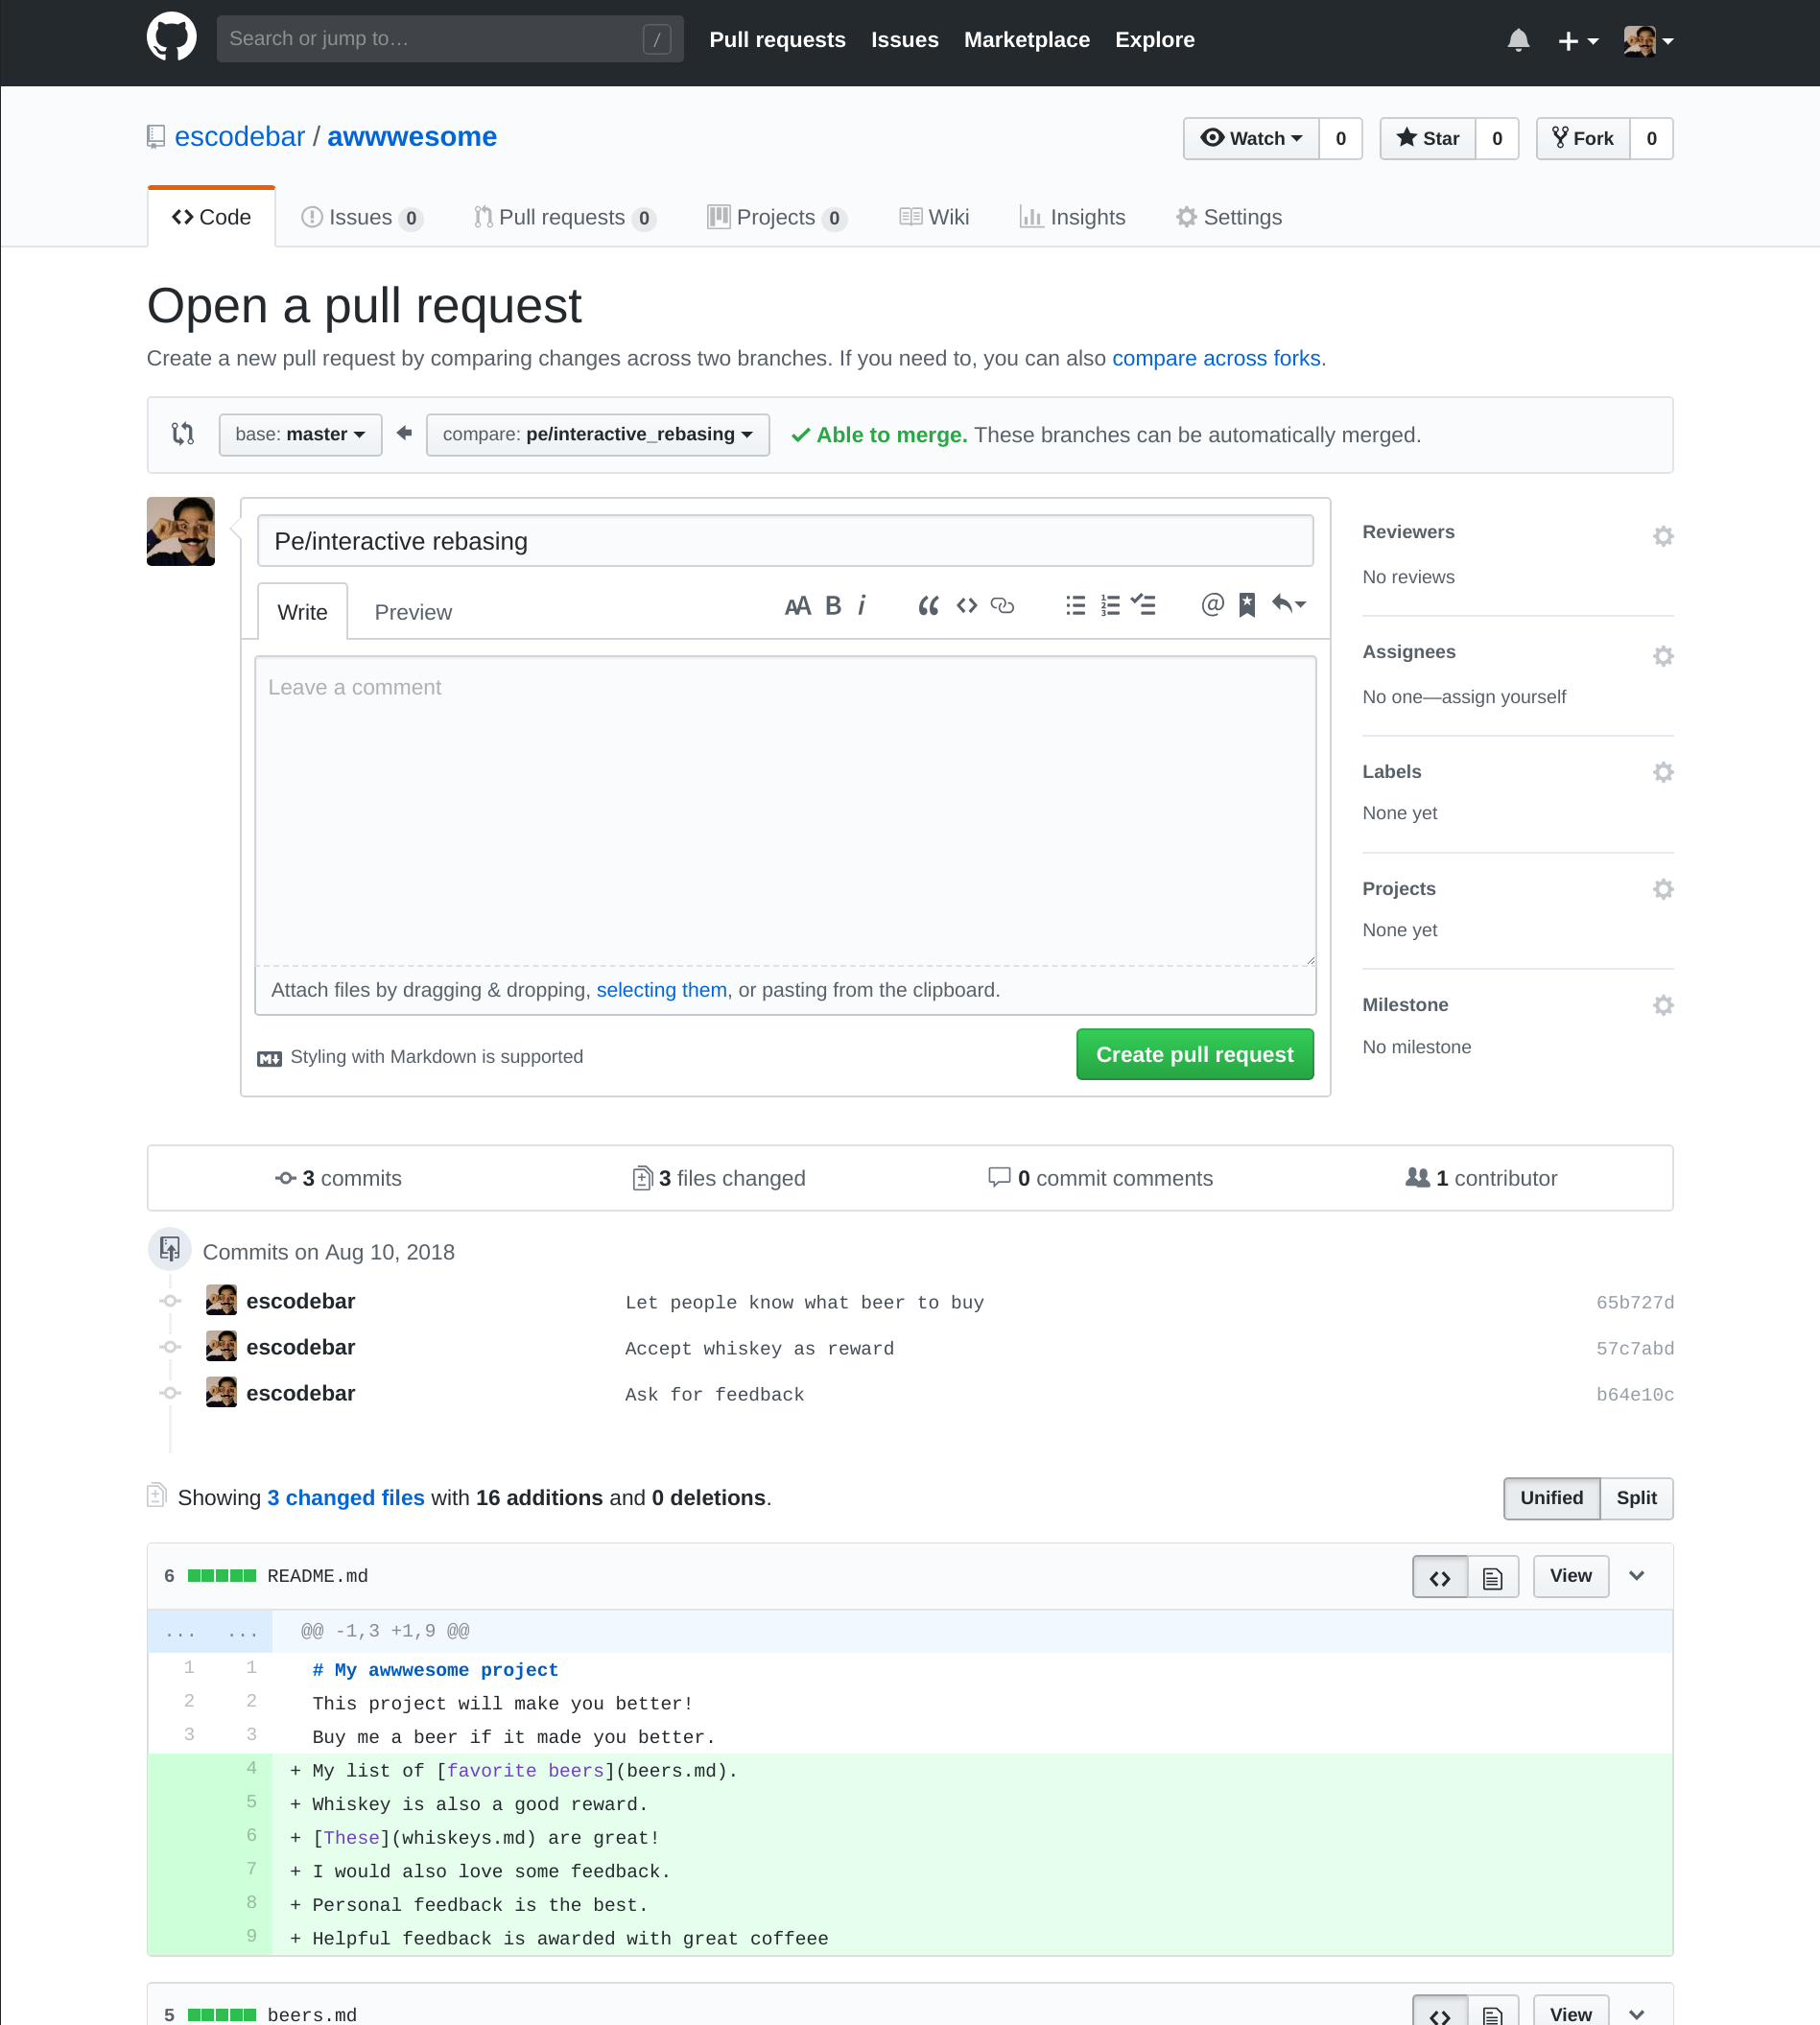 Search or jump to… /
Pull requests Issues Marketplace Explore
escodebar / awwwesome
Watch 0 Star 0 Fork 0
Code Issues 0 Pull requests 0 Projects 0 Wiki Insights Settings
Open a pull request
Create a new pull request by comparing changes across two branches. If you need to, you can also compare across forks.
base: master compare: pe/interactive_rebasing Able to merge. These branches can be automatically merged.
Pe/interactive rebasing
Write Preview
Leave a comment
Attach files by dragging & dropping, selecting them, or pasting from the clipboard.
Styling with Markdown is supported
Create pull request
Reviewers
No reviews
Assignees
No one—assign yourself
Labels
None yet
Projects
None yet
Milestone
No milestone
3 commits 3 files changed 0 commit comments 1 contributor
Commits on Aug 10, 2018
escodebar Let people know what beer to buy 65b727d
escodebar Accept whiskey as reward 57c7abd
escodebar Ask for feedback b64e10c
Showing 3 changed files with 16 additions and 0 deletions.
Unified Split
6 README.md View
... ... @@ -1,3 +1,9 @@
1 1 # My awwwesome project
2 2 This project will make you better!
3 3 Buy me a beer if it made you better.
4 + My list of [favorite beers](beers.md).
5 + Whiskey is also a good reward.
6 + [These](whiskeys.md) are great!
7 + I would also love some feedback.
8 + Personal feedback is the best.
9 + Helpful feedback is awarded with great coffeee
5 beers.md View